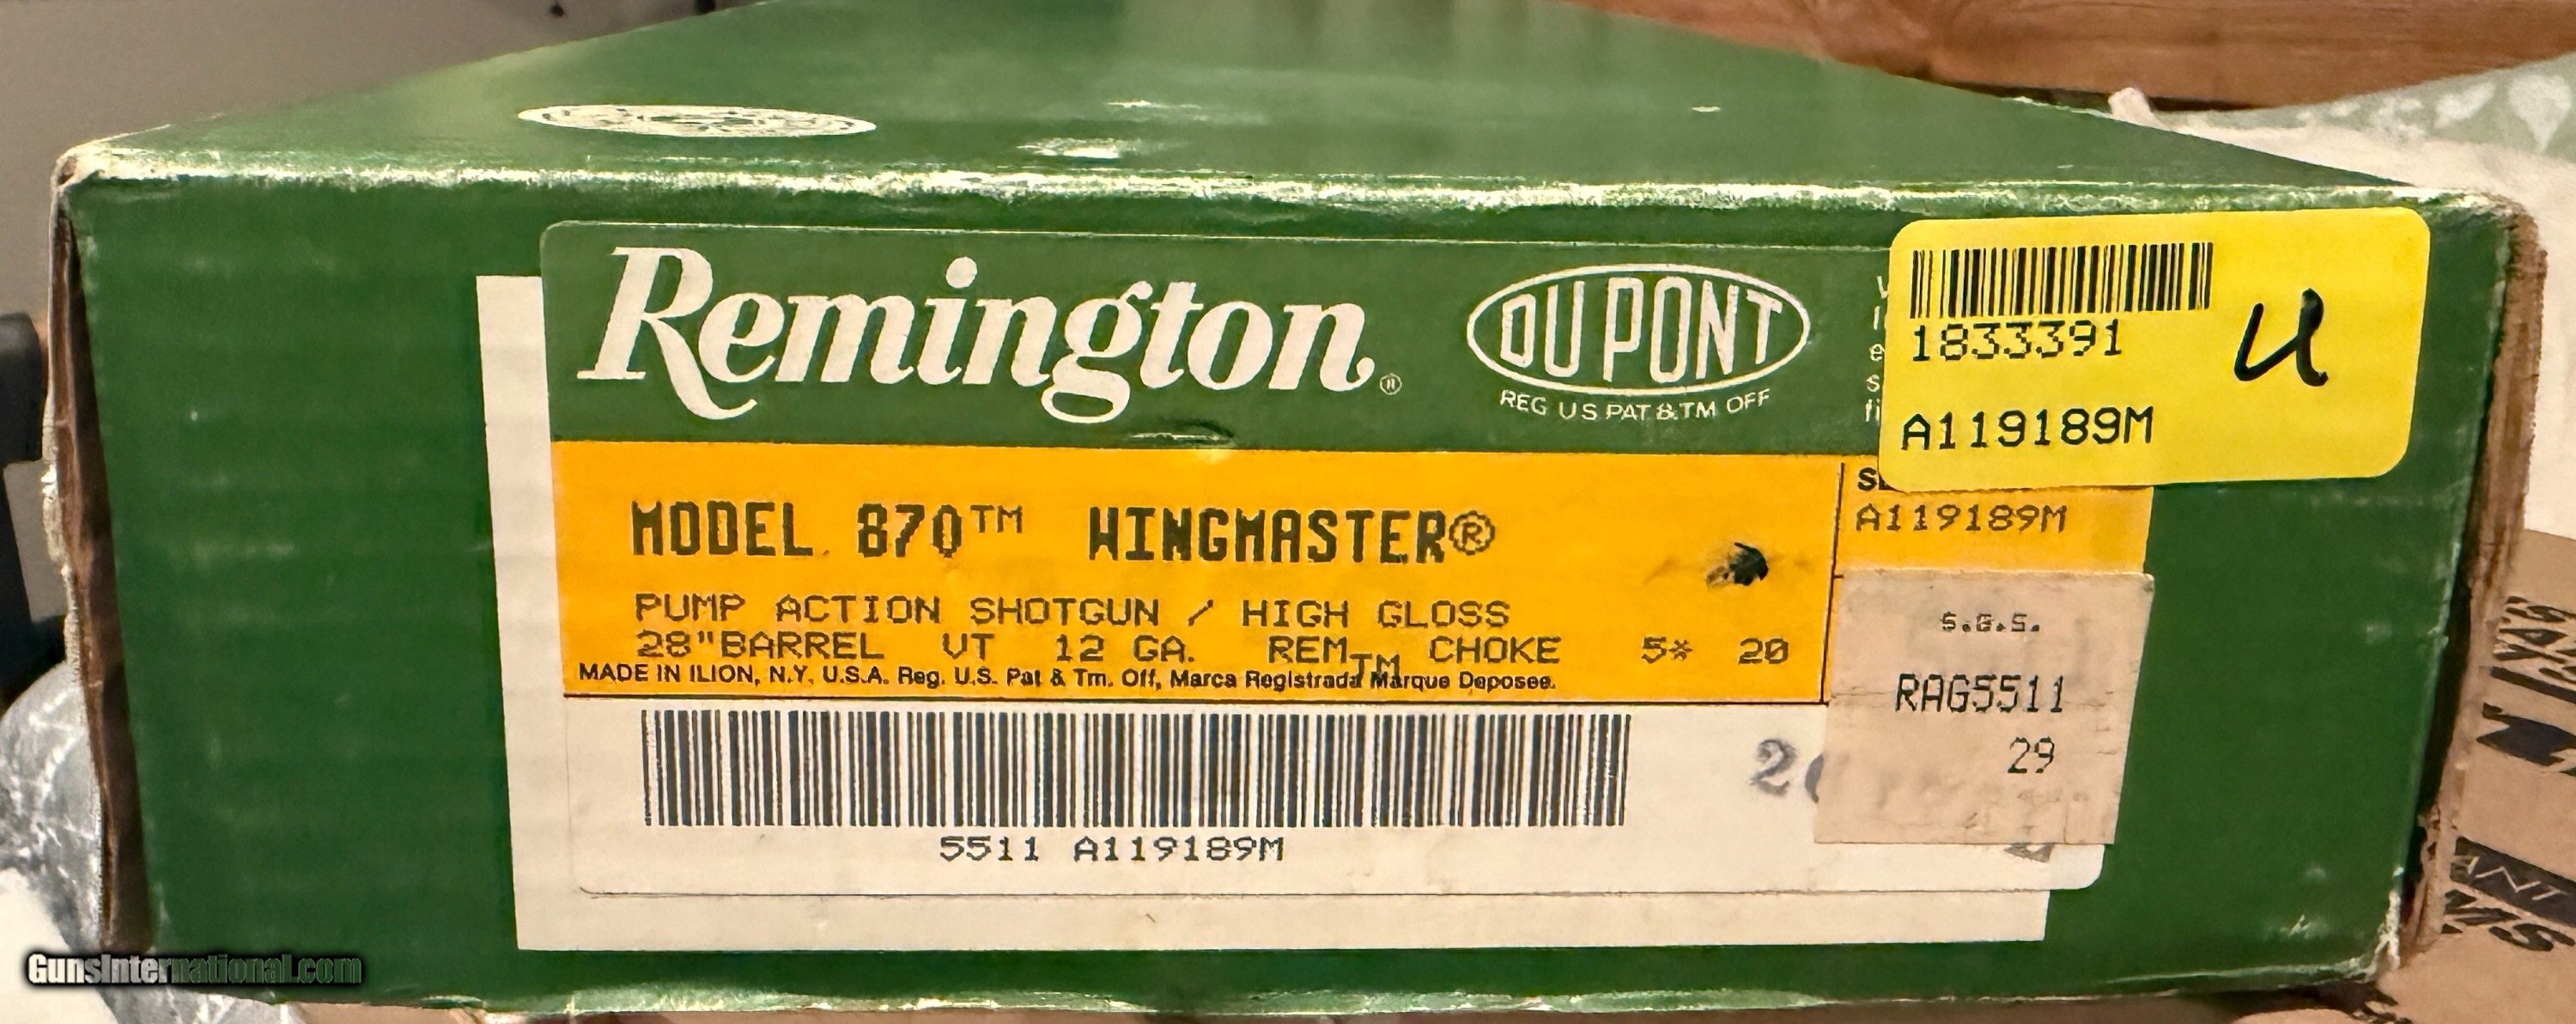 Remington®
DU PONT
REG US PAT & TM OFF
1833391
U
A119189M
MODEL 870™ WINGMASTER®
A119189M
PUMP ACTION SHOTGUN / HIGH GLOSS
28"BARREL VT 12 GA. REM™ CHOKE 5* 20
MADE IN ILION, N.Y. U.S.A. Reg. U.S. Pat & Tm. Off, Marca Registrada Marque Deposee.
S.G.S.
RAG5511
29
5511 A119189M
GunsInternational.com